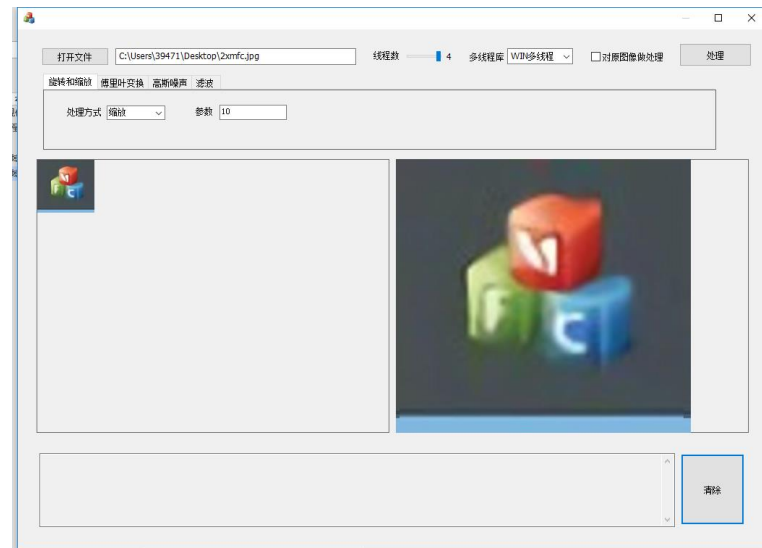 打开文件 C:\Users\39471\Desktop\2xmfc.jpg 线程数 4 多线程库 WIN多线程 对原图像做处理 处理
旋转和缩放 傅里叶变换 高斯噪声 滤波
处理方式 缩放 参数 10
M
F C
M
F C
清除